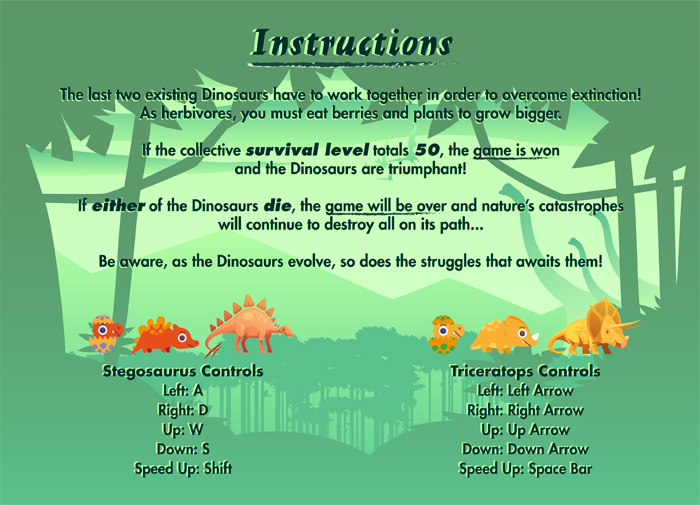 Instructions
The last two existing Dinosaurs have to work together in order to overcome extinction!
As herbivores, you must eat berries and plants to grow bigger.
If the collective survival level totals 50, the game is won
and the Dinosaurs are triumphant!
If either of the Dinosaurs die, the game will be over and nature's catastrophes
will continue to destroy all on its path...
Be aware, as the Dinosaurs evolve, so does the struggles that awaits them!
Stegosaurus Controls
Left: A
Right: D
Up: W
Down: S
Speed Up: Shift
Triceratops Controls
Left: Left Arrow
Right: Right Arrow
Up: Up Arrow
Down: Down Arrow
Speed Up: Space Bar